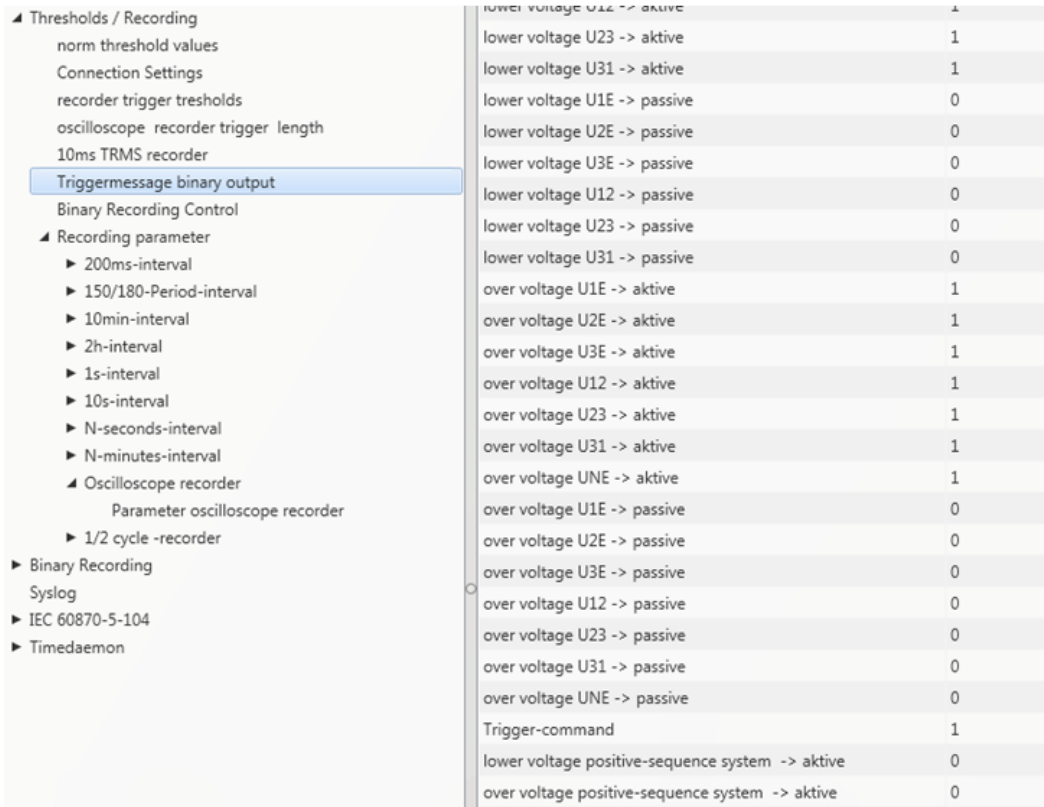 Thresholds / Recording
norm threshold values
Connection Settings
recorder trigger tresholds
oscilloscope recorder trigger length
10ms TRMS recorder
Triggermessage binary output
Binary Recording Control
Recording parameter
200ms-interval
150/180-Period-interval
10min-interval
2h-interval
1s-interval
10s-interval
N-seconds-interval
N-minutes-interval
Oscilloscope recorder
Parameter oscilloscope recorder
1/2 cycle -recorder
Binary Recording
Syslog
IEC 60870-5-104
Timedaemon
lower voltage U12 -> aktive 1
lower voltage U23 -> aktive 1
lower voltage U31 -> aktive 1
lower voltage U1E -> passive 0
lower voltage U2E -> passive 0
lower voltage U3E -> passive 0
lower voltage U12 -> passive 0
lower voltage U23 -> passive 0
lower voltage U31 -> passive 0
over voltage U1E -> aktive 1
over voltage U2E -> aktive 1
over voltage U3E -> aktive 1
over voltage U12 -> aktive 1
over voltage U23 -> aktive 1
over voltage U31 -> aktive 1
over voltage UNE -> aktive 1
over voltage U1E -> passive 0
over voltage U2E -> passive 0
over voltage U3E -> passive 0
over voltage U12 -> passive 0
over voltage U23 -> passive 0
over voltage U31 -> passive 0
over voltage UNE -> passive 0
Trigger-command 1
lower voltage positive-sequence system -> aktive 0
over voltage positive-sequence system -> aktive 0